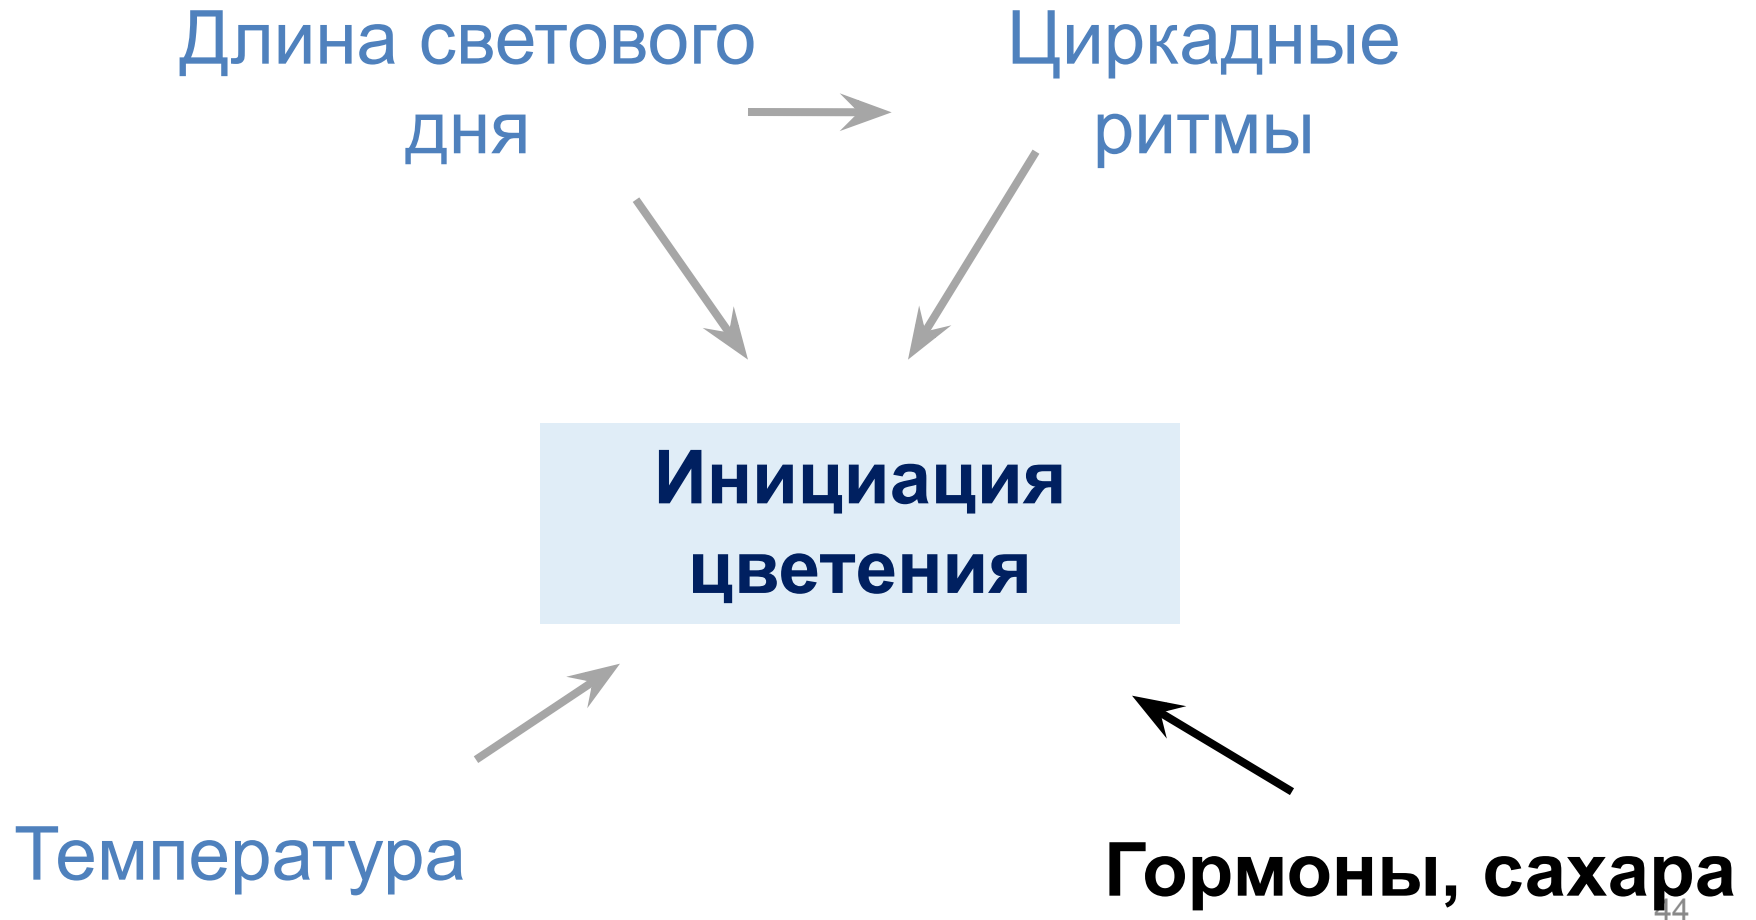 Длина светового
дня
Циркадные
ритмы
Инициация
цветения
Температура
Гормоны, сахара
44